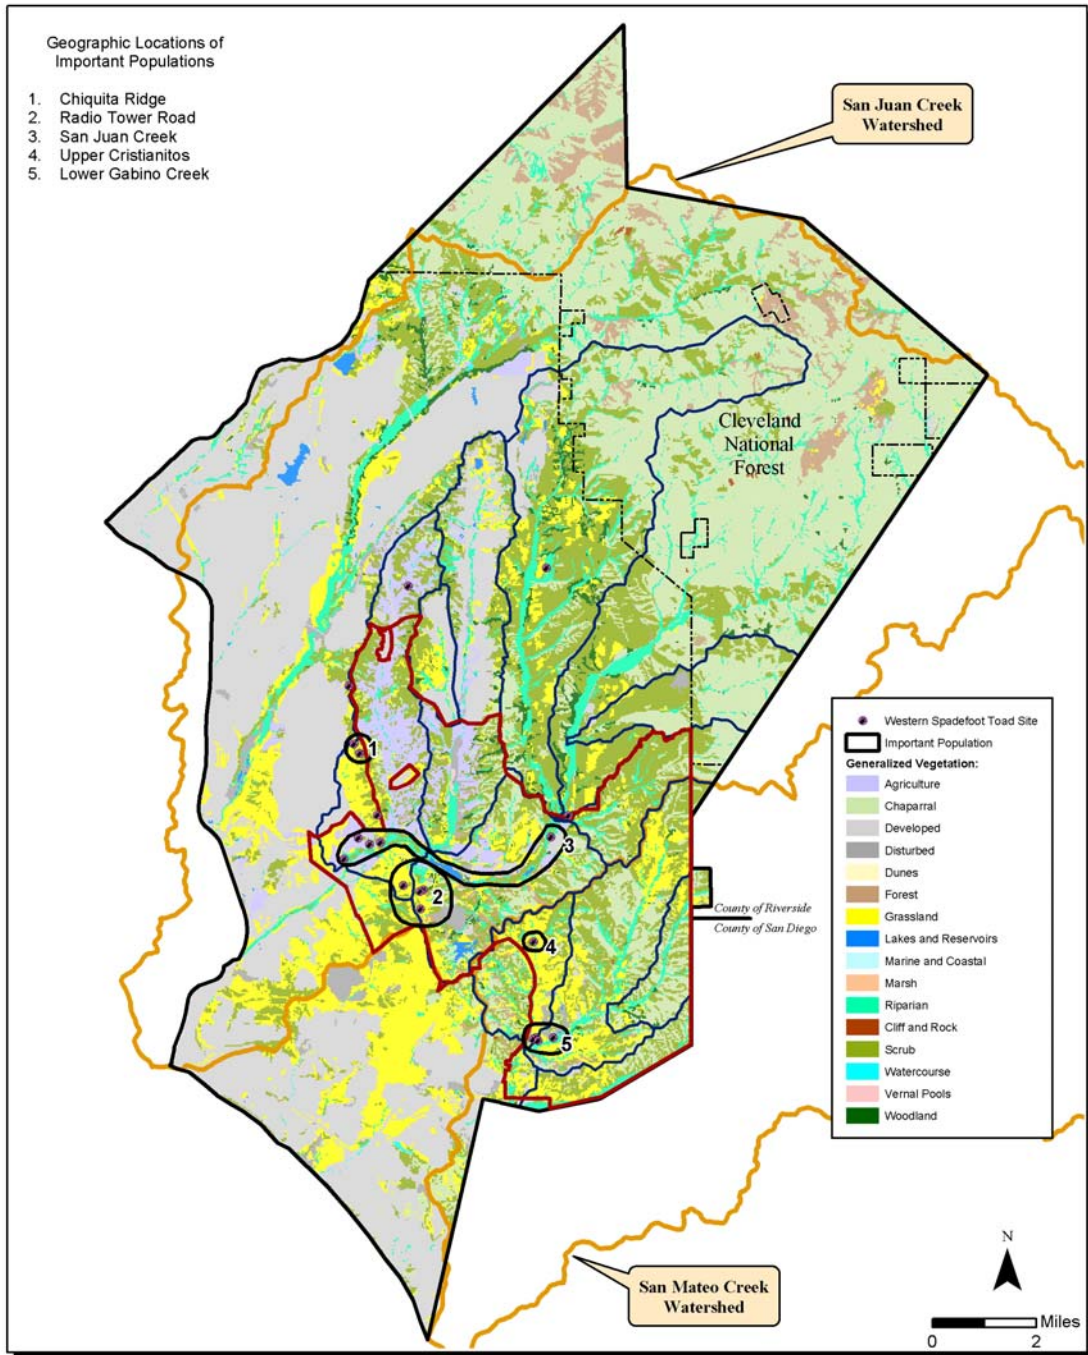 Geographic Locations of
Important Populations
1. Chiquita Ridge
2. Radio Tower Road
3. San Juan Creek
4. Upper Cristianitos
5. Lower Gabino Creek
San Juan Creek
Watershed
Cleveland
National
Forest
1
2
3
4
5
Western Spadefoot Toad Site
Important Population
Generalized Vegetation:
Agriculture
Chaparral
Developed
Disturbed
Dunes
Forest
Grassland
Lakes and Reservoirs
Marine and Coastal
Marsh
Riparian
Cliff and Rock
Scrub
Watercourse
Vernal Pools
Woodland
County of Riverside
County of San Diego
San Mateo Creek
Watershed
N
Miles
0 2